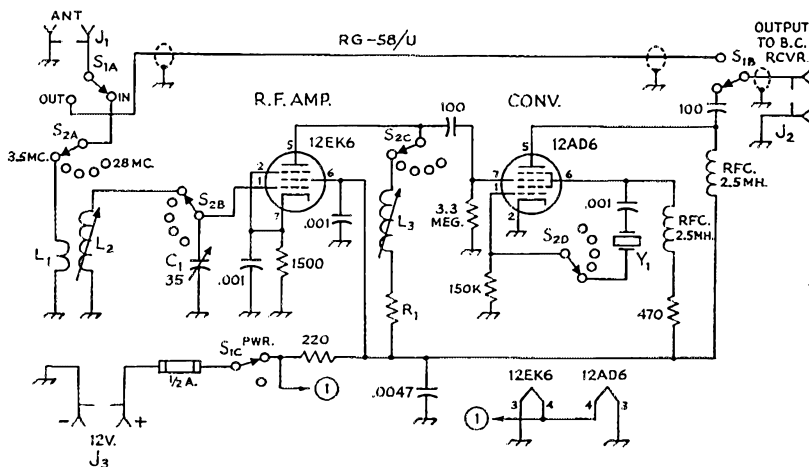 ANT
J1
S1A
OUT
IN
RG-58/U
OUTPUT
TO B.C.
RCVR.
S1B
100
J2
S2A
3.5MC.
28MC.
R.F. AMP.
12EK6
S2C
100
CONV.
12AD6
RFC.
2.5MH.
5
2
1
6
7
5
7
1
6
2
S2B
L1
L2
C1
35
.001
.001
1500
L3
R1
3.3
MEG.
150K
S2D
.001
Y1
RFC.
2.5MH.
470
1/2 A.
S1C
PWR.
220
1
.0047
12EK6
12AD6
1
3
4
4
3
-
+
12V.
J3